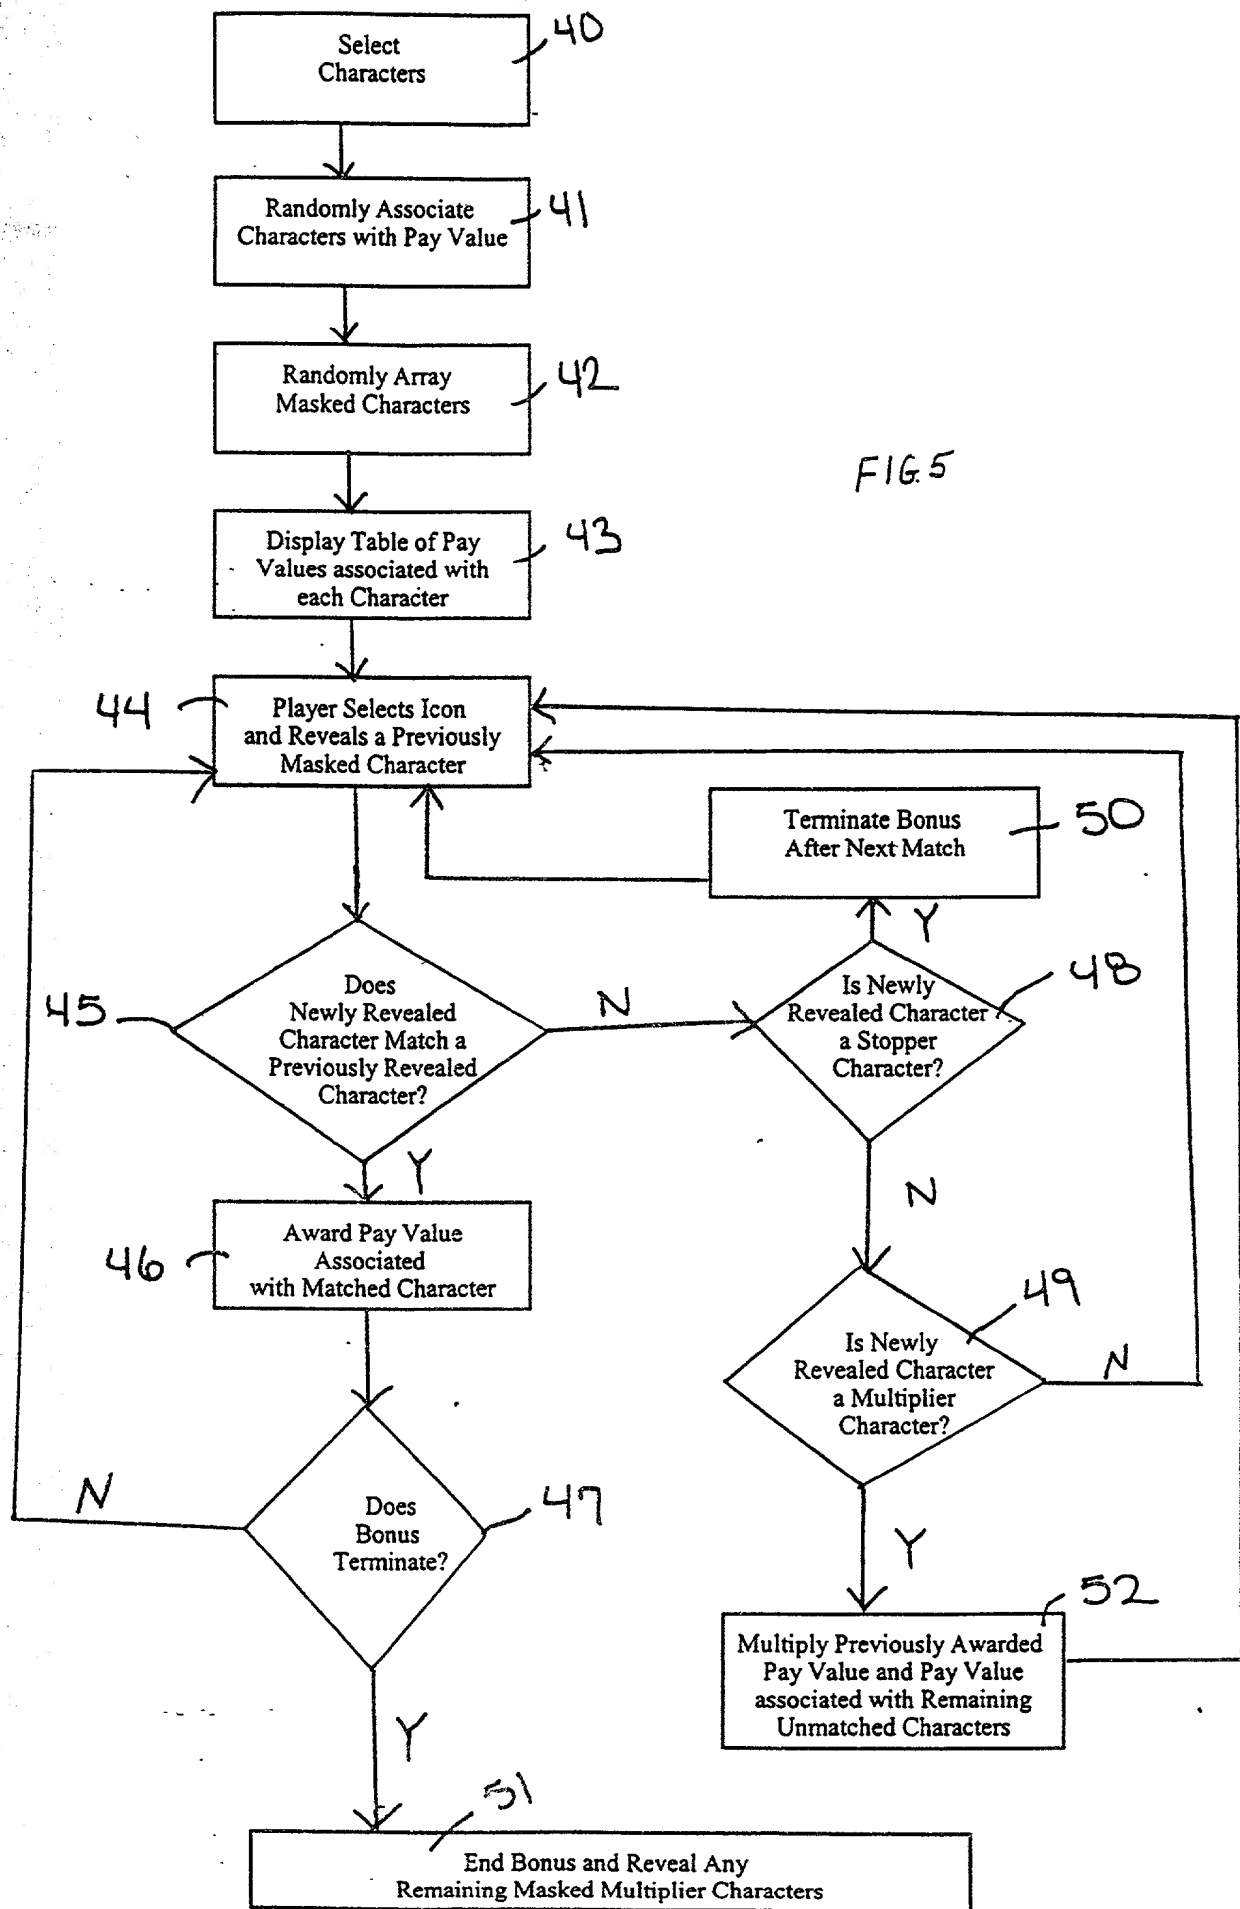 Select
Characters
40
Randomly Associate
Characters with Pay Value
41
Randomly Array
Masked Characters
42
FIG.5
Display Table of Pay
Values associated with
each Character
43
44
Player Selects Icon
and Reveals a Previously
Masked Character
Terminate Bonus
After Next Match
50
Y
45
Does
Newly Revealed
Character Match a
Previously Revealed
Character?
N
Is Newly
Revealed Character
a Stopper
Character?
48
Y
N
46
Award Pay Value
Associated
with Matched Character
49
Is Newly
Revealed Character
a Multiplier
Character?
N
N
Does
Bonus
Terminate?
47
Y
52
Multiply Previously Awarded
Pay Value and Pay Value
associated with Remaining
Unmatched Characters
Y
51
End Bonus and Reveal Any
Remaining Masked Multiplier Characters